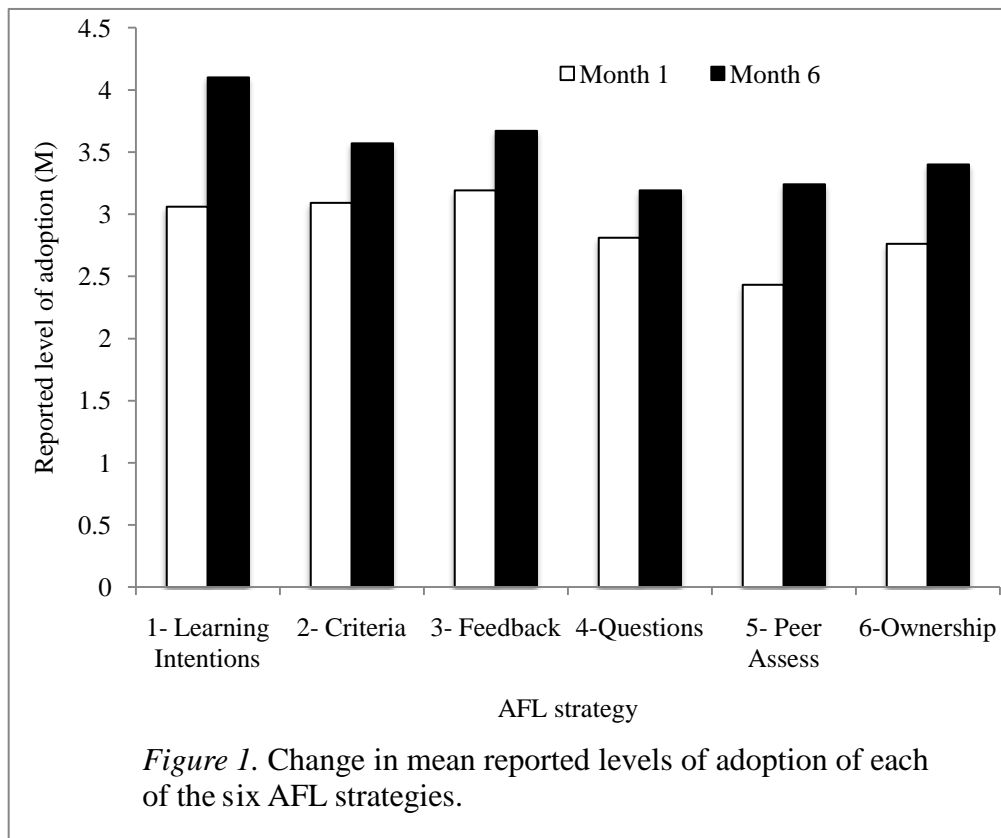 4.5
4
3.5
3
2.5
2
1.5
1
0.5
0
Reported level of adoption (M)
Month 1 Month 6
1- Learning Intentions
2- Criteria
3- Feedback
4-Questions
5- Peer Assess
6-Ownership
AFL strategy
Figure 1. Change in mean reported levels of adoption of each
of the six AFL strategies.